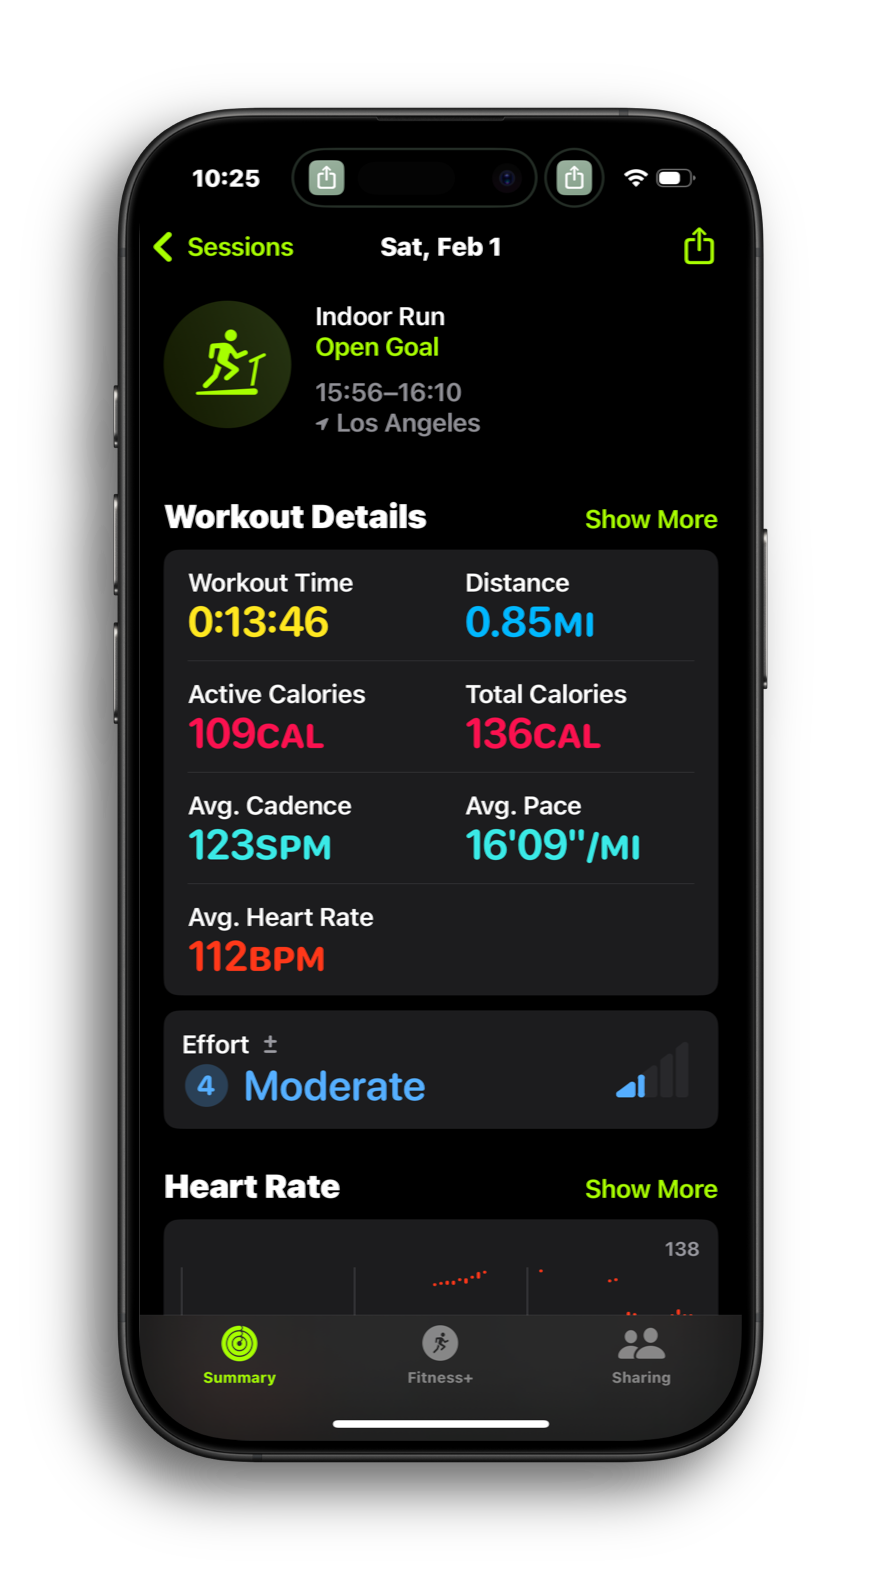 10:25
Sessions
Sat, Feb 1
Indoor Run
Open Goal
15:56–16:10
Los Angeles
Workout Details
Show More
Workout Time
Distance
0:13:46
0.85MI
Active Calories
Total Calories
109CAL
136CAL
Avg. Cadence
Avg. Pace
123SPM
16'09"/MI
Avg. Heart Rate
112BPM
Effort ±
4 Moderate
Heart Rate
Show More
138
Summary
Fitness+
Sharing